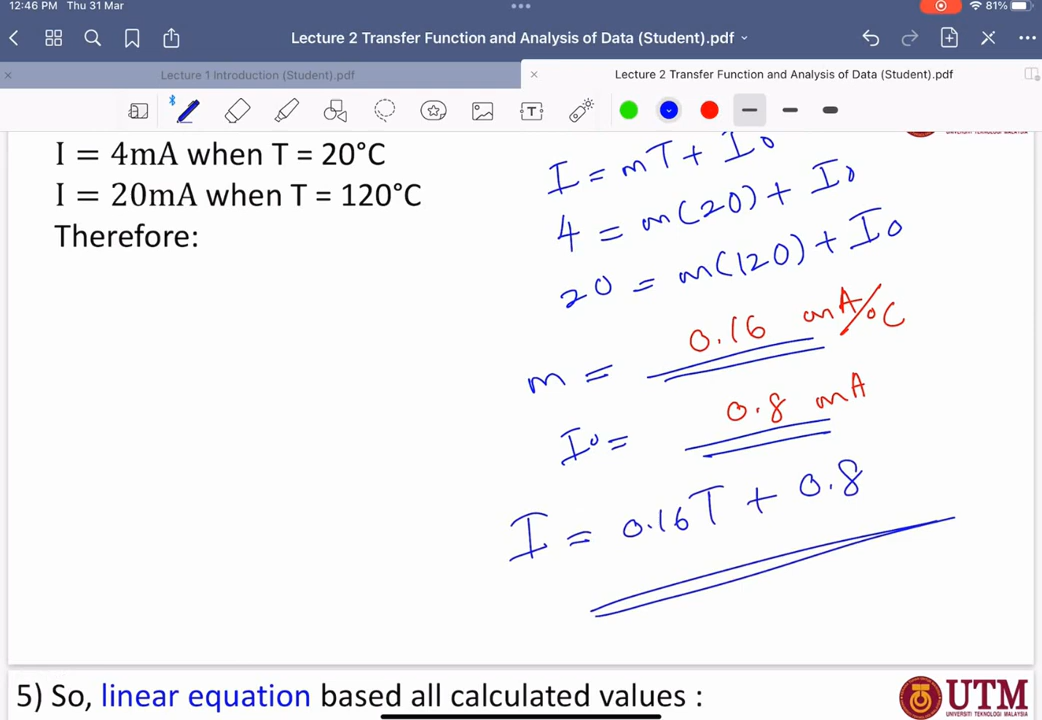 12:46 PM Thu 31 Mar
81%
Lecture 2 Transfer Function and Analysis of Data (Student).pdf
Lecture 1 Introduction (Student).pdf
Lecture 2 Transfer Function and Analysis of Data (Student).pdf
I = 4mA when T = 20°C
I = 20mA when T = 120°C
Therefore:
I = mT + I0
4 = m(20) + I0
20 = m(120) + I0
m = 0.16 mA/°C
I0 = 0.8 mA
I = 0.16T + 0.8
5) So, linear equation based all calculated values :
UTM
UNIVERSITI TEKNOLOGI MALAYSIA